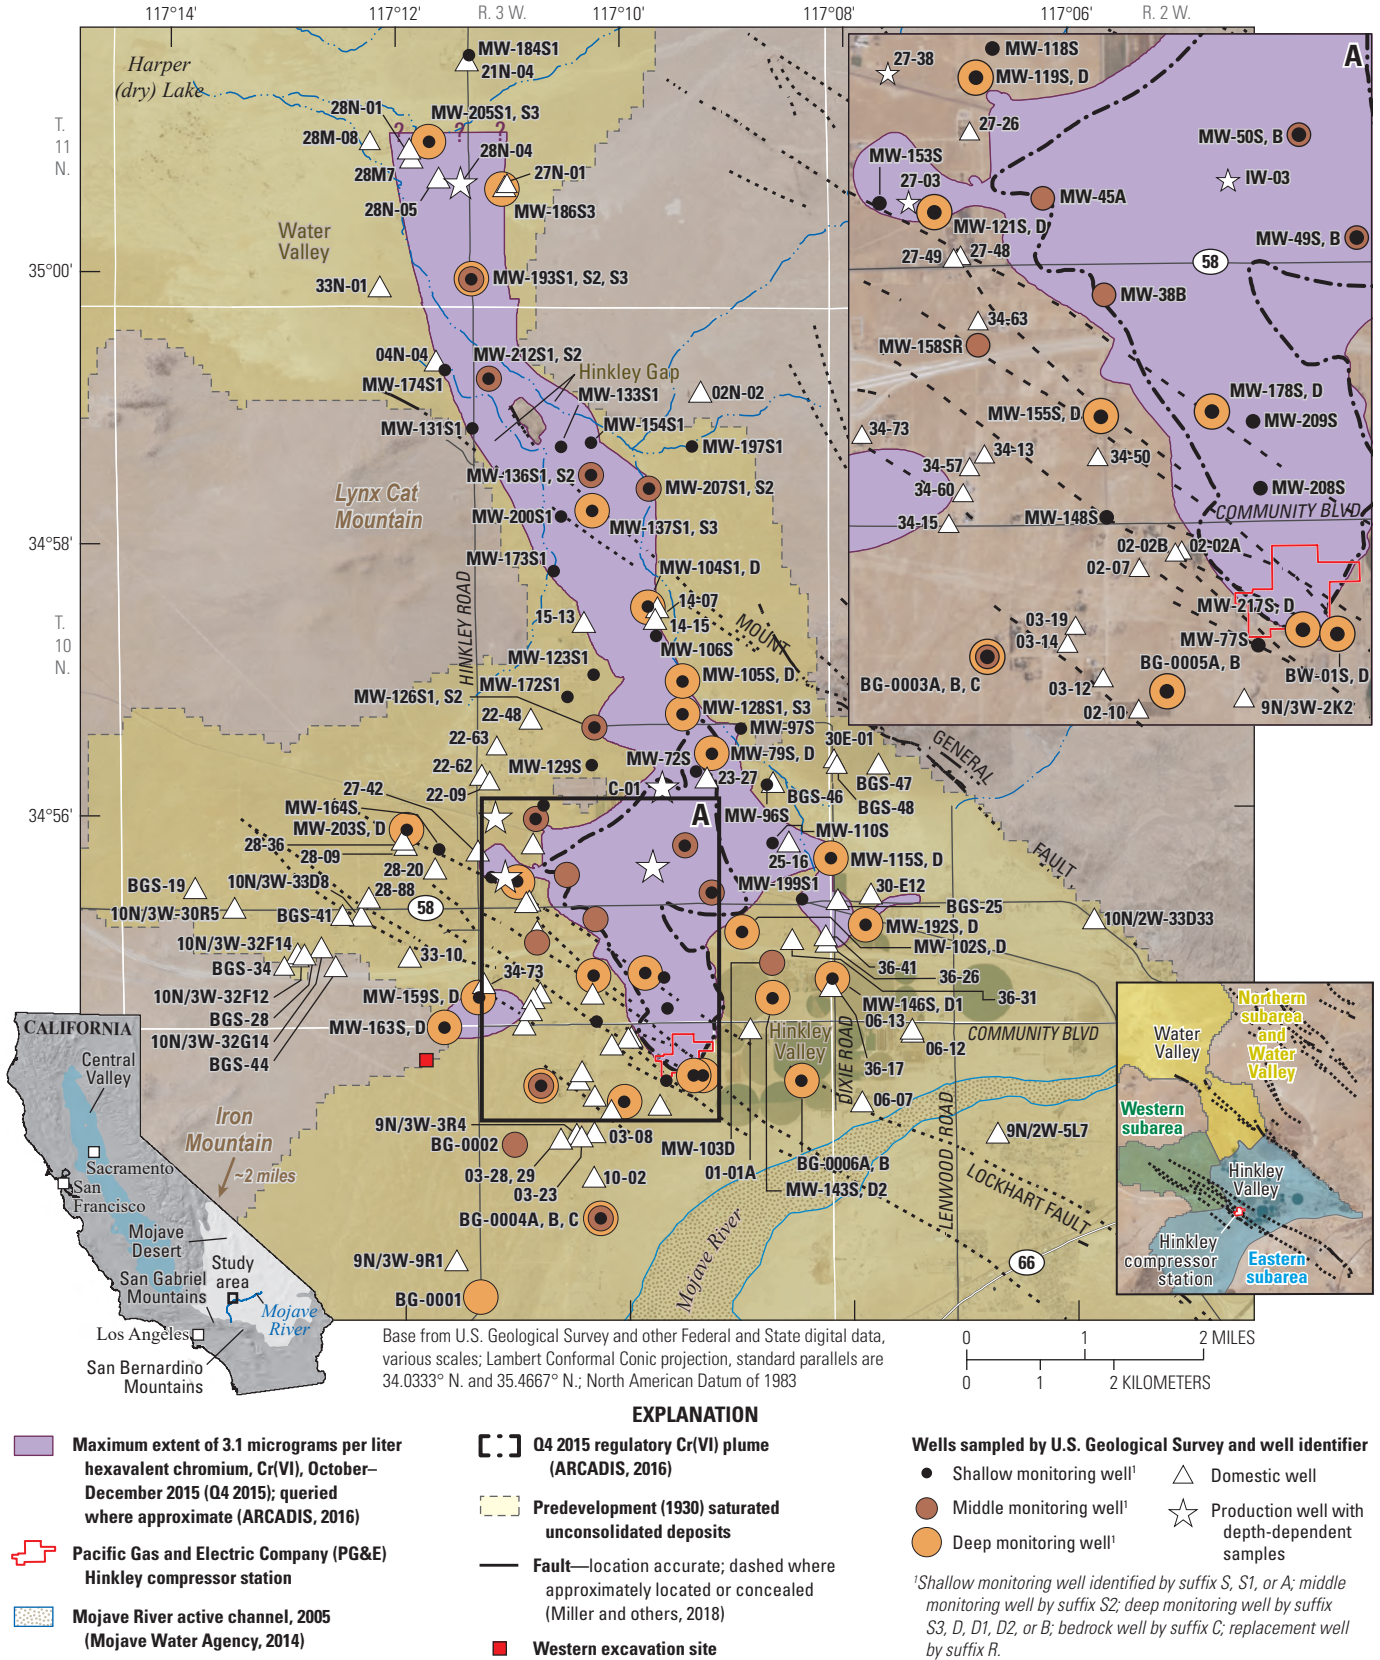 117°14'
117°12'
R. 3 W.
117°10'
117°08'
117°06'
R. 2 W.
Harper
(dry) Lake
MW-184S1
21N-04
28N-01
MW-205S1, S3
?
?
?
28M-08
28N-04
28M7
27N-01
28N-05
MW-186S3
T.
11
N.
Water
Valley
35°00'
MW-193S1, S2, S3
33N-01
04N-04
MW-212S1, S2
Hinkley Gap
MW-174S1
MW-133S1
02N-02
MW-131S1
MW-154S1
MW-197S1
MW-136S1, S2
MW-207S1, S2
Lynx Cat
Mountain
MW-200S1
MW-137S1, S3
34°58'
MW-173S1
MW-104S1, D
HINKLEY ROAD
14-07
15-13
14-15
MOUNT
T.
10
N.
MW-106S
MW-123S1
MW-105S, D
MW-172S1
MW-126S1, S2
MW-128S1, S3
22-48
MW-97S
22-63
MW-72S
MW-79S, D
30E-01
GENERAL
22-62
MW-129S
23-27
BGS-47
22-09
C-01
BGS-46
BGS-48
27-42
34°56'
MW-164S
A
MW-96S
MW-203S, D
MW-110S
28-36
28-09
25-16
MW-115S, D
FAULT
28-20
BGS-19
10N/3W-33D8
MW-199S1
30-E12
28-88
10N/3W-30R5
BGS-41
58
BGS-25
10N/2W-33D33
MW-192S, D
10N/3W-32F14
MW-102S, D
33-10
36-41
BGS-34
34-73
36-26
10N/3W-32F12
MW-159S, D
36-31
BGS-28
MW-163S, D
MW-146S, D1
10N/3W-32G14
Hinkley
Valley
06-13
COMMUNITY BLVD
BGS-44
06-12
DIXIE ROAD
36-17
Iron
Mountain
~2 miles
06-07
9N/3W-3R4
03-08
LENWOOD ROAD
9N/2W-5L7
BG-0002
MW-103D
03-28, 29
01-01A
BG-0006A, B
03-23
10-02
MW-143S, D2
LOCKHART FAULT
BG-0004A, B, C
Mojave River
9N/3W-9R1
66
BG-0001
A
27-38
MW-118S
MW-119S, D
27-26
MW-50S, B
MW-153S
27-03
IW-03
MW-45A
MW-121S, D
MW-49S, B
27-49
27-48
58
MW-38B
34-63
MW-158SR
MW-178S, D
MW-155S, D
MW-209S
34-73
34-13
34-57
34-50
34-60
MW-208S
34-15
MW-148S
COMMUNITY BLVD
02-02B
02-02A
02-07
MW-217S, D
03-19
03-14
MW-77S
BG-0005A, B
BG-0003A, B, C
03-12
BW-01S, D
02-10
9N/3W-2K2
CALIFORNIA
Central
Valley
Sacramento
San
Francisco
Mojave
Desert
San Gabriel
Mountains
Study
area
Mojave
River
Los Angeles
San Bernardino
Mountains
Northern
subarea
and
Water
Valley
Water
Valley
Western
subarea
Hinkley
Valley
Hinkley
compressor
station
Eastern
subarea
Base from U.S. Geological Survey and other Federal and State digital data,
various scales; Lambert Conformal Conic projection, standard parallels are
34.0333° N. and 35.4667° N.; North American Datum of 1983
0 1 2 MILES
0 1 2 KILOMETERS
EXPLANATION
Maximum extent of 3.1 micrograms per liter
hexavalent chromium, Cr(VI), October–
December 2015 (Q4 2015); queried
where approximate (ARCADIS, 2016)
Pacific Gas and Electric Company (PG&E)
Hinkley compressor station
Mojave River active channel, 2005
(Mojave Water Agency, 2014)
Q4 2015 regulatory Cr(VI) plume
(ARCADIS, 2016)
Predevelopment (1930) saturated
unconsolidated deposits
Fault—location accurate; dashed where
approximately located or concealed
(Miller and others, 2018)
Western excavation site
Wells sampled by U.S. Geological Survey and well identifier
Shallow monitoring well1
Middle monitoring well1
Deep monitoring well1
Domestic well
Production well with
depth-dependent
samples
1Shallow monitoring well identified by suffix S, S1, or A; middle
monitoring well by suffix S2; deep monitoring well by suffix
S3, D, D1, D2, or B; bedrock well by suffix C; replacement well
by suffix R.